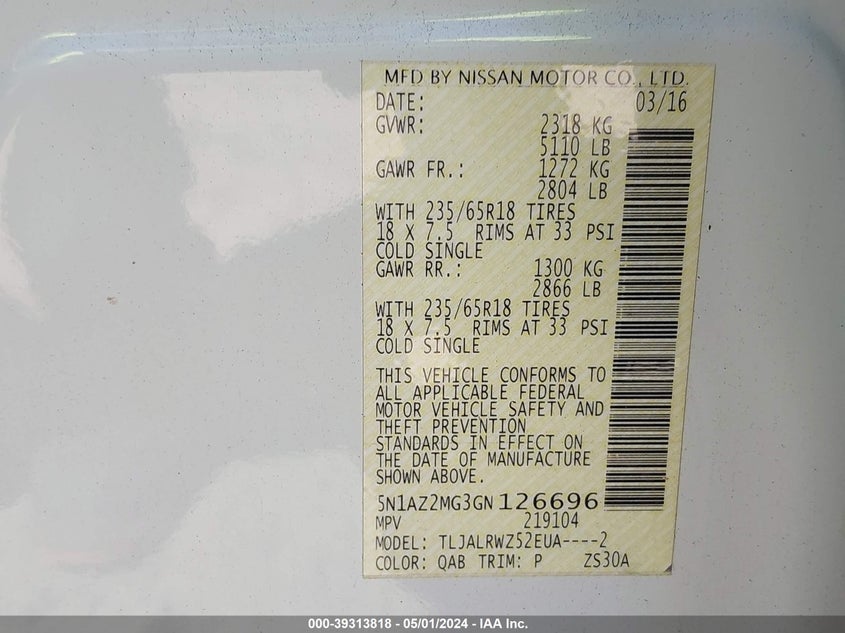 MFD BY NISSAN MOTOR CO., LTD.
DATE: 03/16
GVWR: 2318 KG
5110 LB
GAWR FR.: 1272 KG
2804 LB
WITH 235/65R18 TIRES
18 X 7.5 RIMS AT 33 PSI
COLD SINGLE
GAWR RR.: 1300 KG
2866 LB
WITH 235/65R18 TIRES
18 X 7.5 RIMS AT 33 PSI
COLD SINGLE
THIS VEHICLE CONFORMS TO
ALL APPLICABLE FEDERAL
MOTOR VEHICLE SAFETY AND
THEFT PREVENTION
STANDARDS IN EFFECT ON
THE DATE OF MANUFACTURE
SHOWN ABOVE.
5N1AZ2MG3GN126696
MPV 219104
MODEL: TLJALRWZ52EUA----2
COLOR: QAB TRIM: P ZS30A
000-39313818 - 05/01/2024 - IAA Inc.